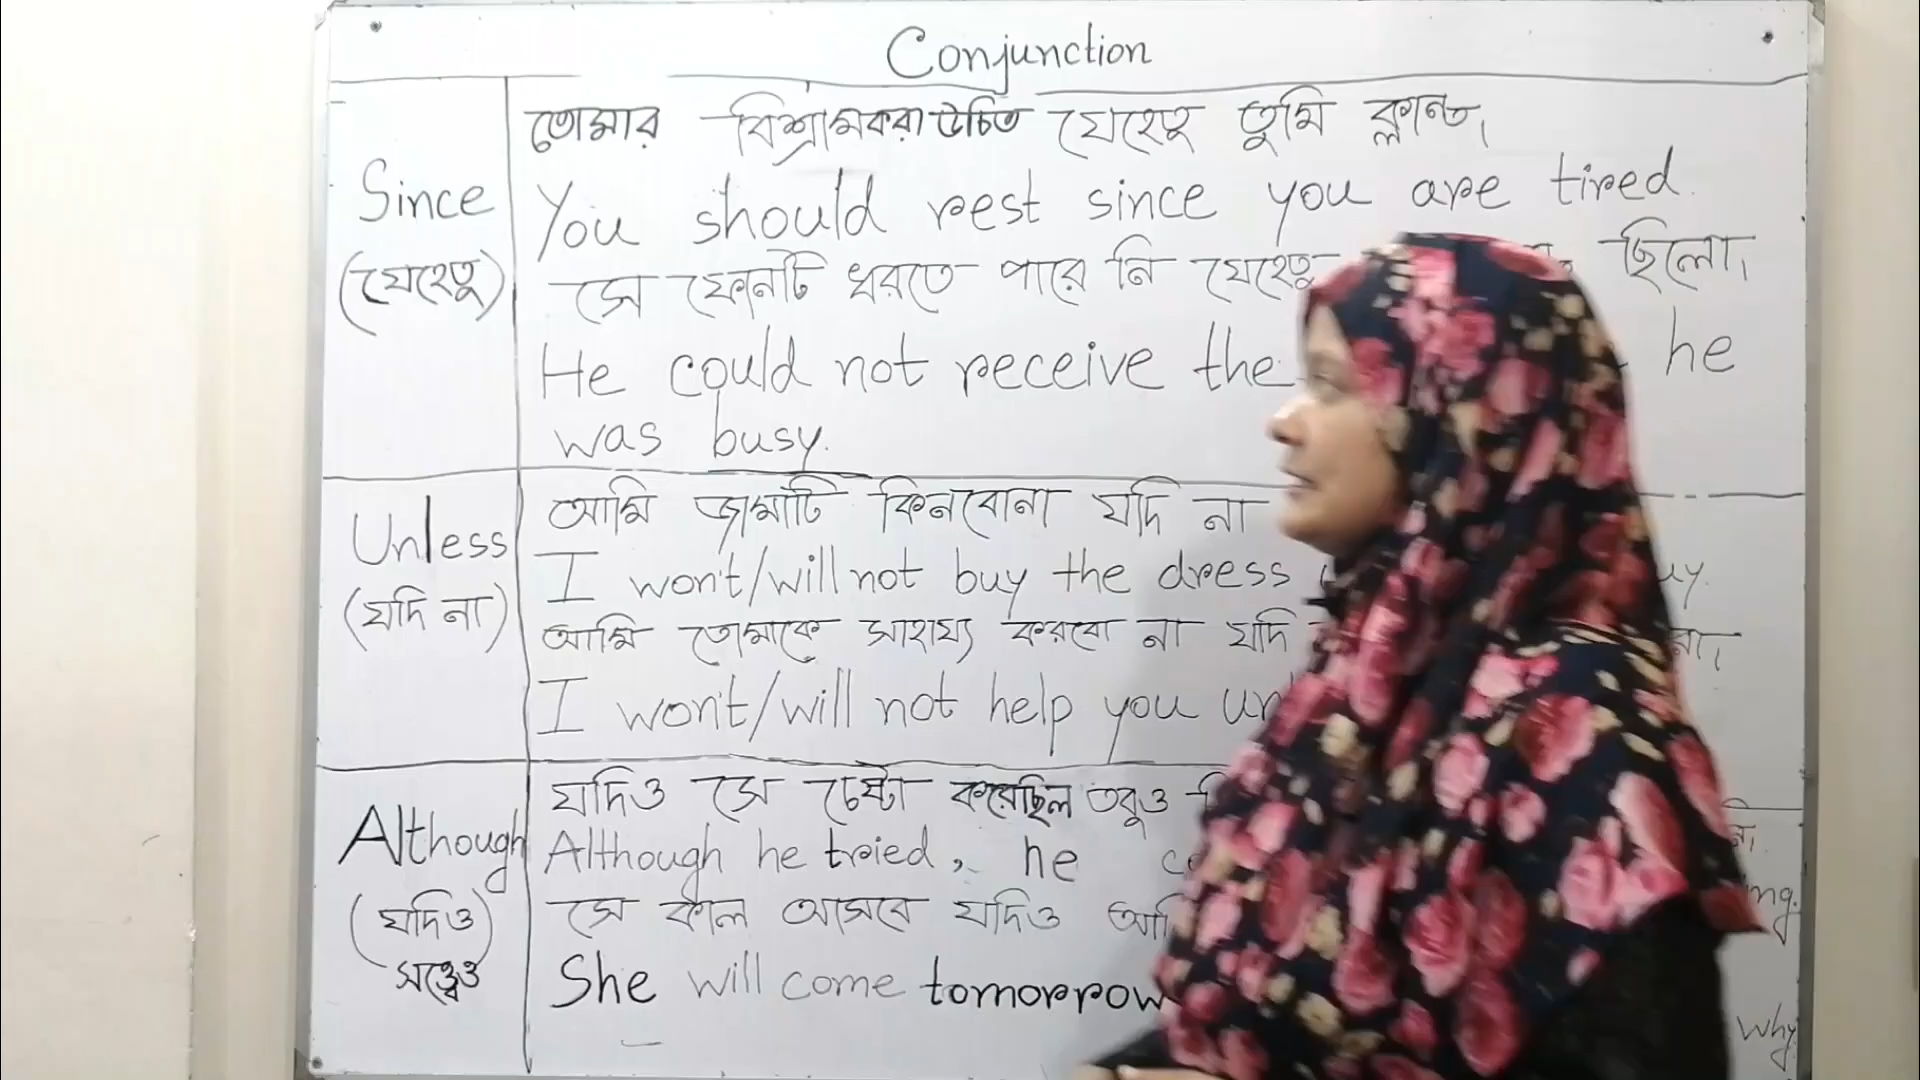 Conjunction
Since
(যেহেতু)
তোমার বিশ্রাম করা উচিত যেহেতু তুমি ক্লান্ত।
You should rest since you are tired.
সে ফোনটি ধরতে পারে নি যেহেতু ছিলো।
He could not receive the he
was busy.
Unless
(যদি না)
আমি জামাটি কিনবোনা যদি না
I won't/will not buy the dress
আমি তোমাকে সাহায্য করবো না যদি
I won't/will not help you
Although
(যদিও)
সত্ত্বেও
যদিও সে চেষ্টা করেছিল তবুও
Although he tried, he
সে কাল আসবে যদিও
She will come tomorrow
why.